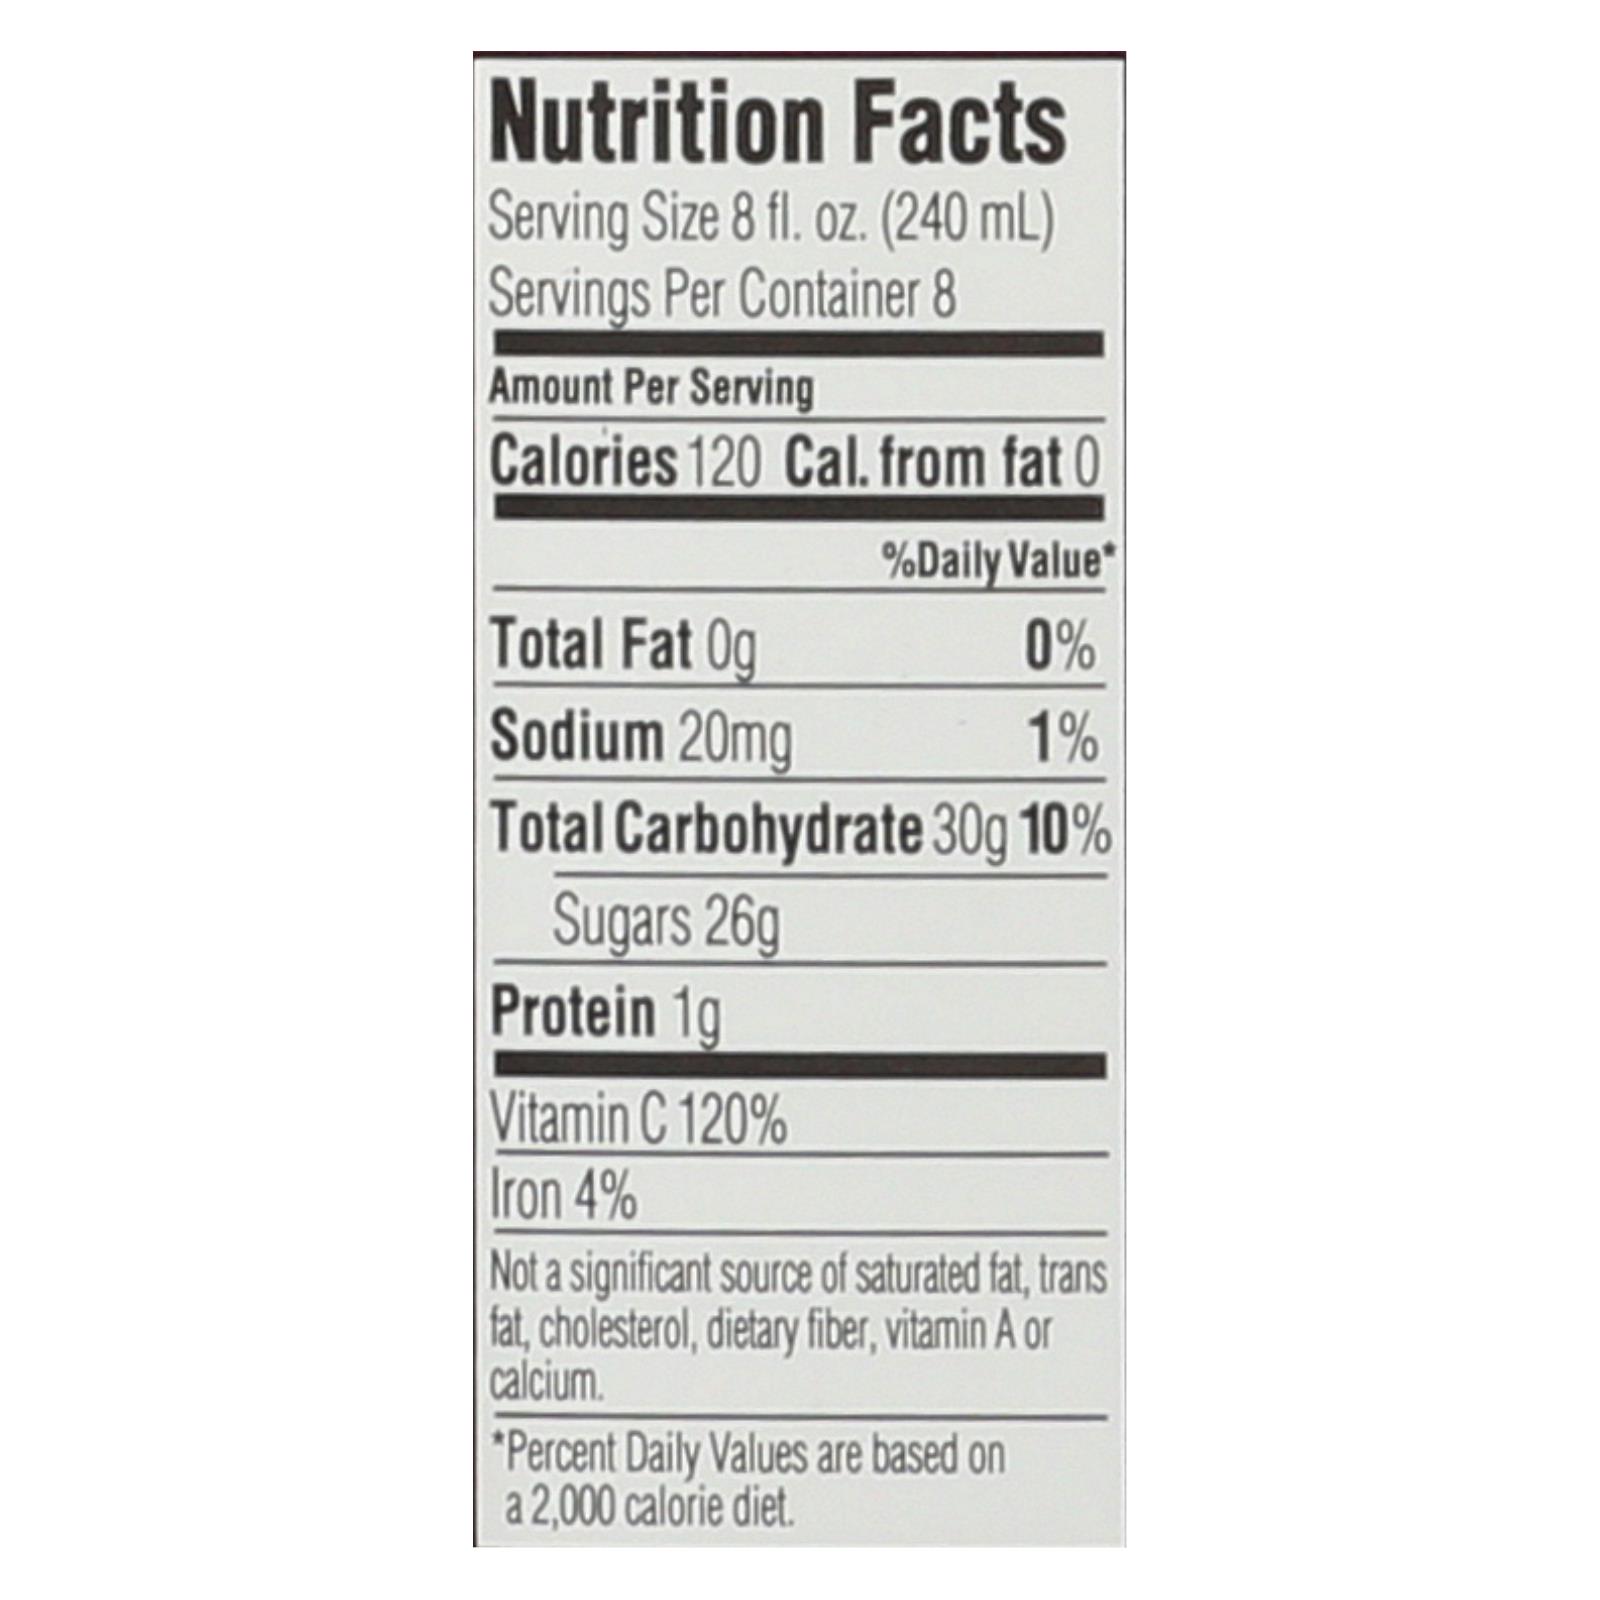 Nutrition Facts
Serving Size 8 fl. oz. (240 mL)
Servings Per Container 8
Amount Per Serving
Calories 120 Cal. from fat 0
%Daily Value*
Total Fat 0g 0%
Sodium 20mg 1%
Total Carbohydrate 30g 10%
Sugars 26g
Protein 1g
Vitamin C 120%
Iron 4%
Not a significant source of saturated fat, trans
fat, cholesterol, dietary fiber, vitamin A or
calcium.
*Percent Daily Values are based on
a 2,000 calorie diet.